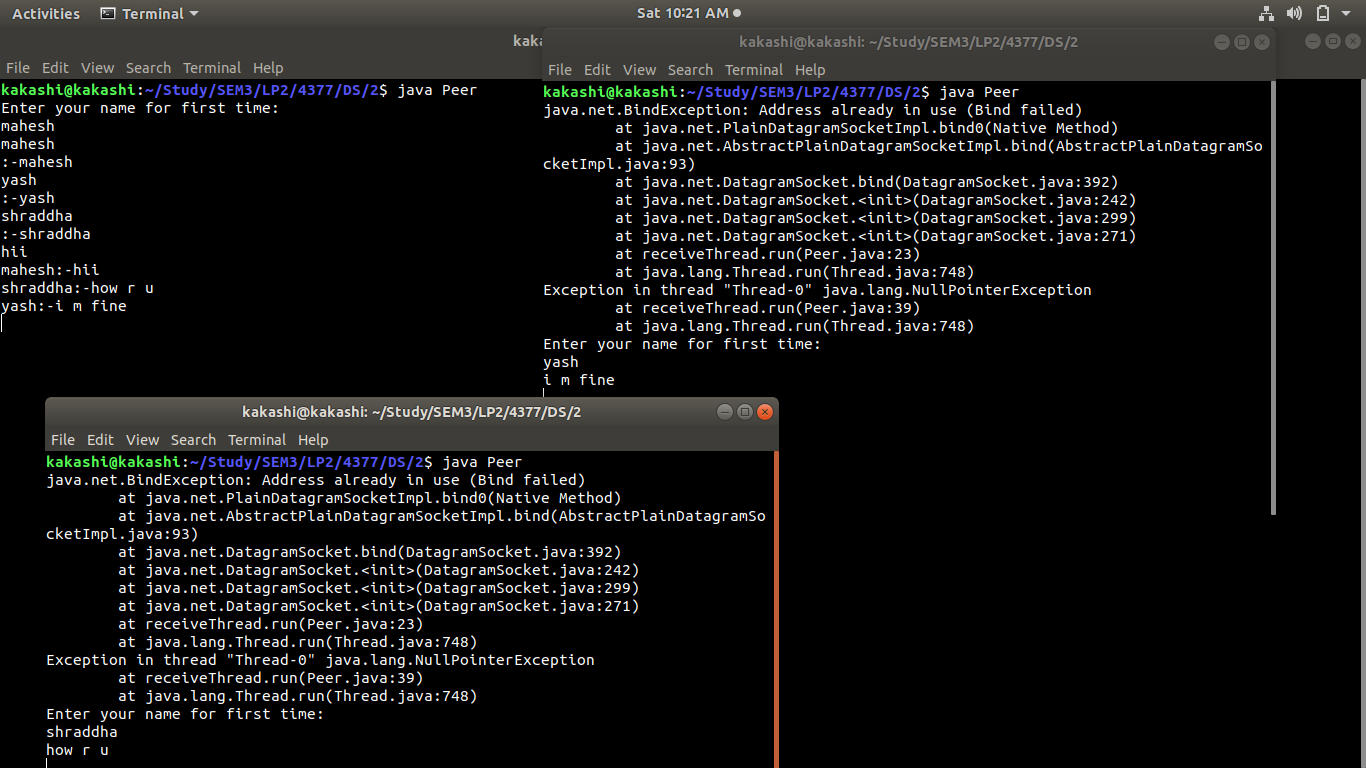 Activities Terminal Sat 10:21 AM
kaka
File Edit View Search Terminal Help
kakashi@kakashi:~/Study/SEM3/LP2/4377/DS/2$ java Peer
Enter your name for first time:
mahesh
mahesh
:-mahesh
yash
:-yash
shraddha
:-shraddha
hii
mahesh:-hii
shraddha:-how r u
yash:-i m fine
kakashi@kakashi: ~/Study/SEM3/LP2/4377/DS/2
File Edit View Search Terminal Help
kakashi@kakashi:~/Study/SEM3/LP2/4377/DS/2$ java Peer
java.net.BindException: Address already in use (Bind failed)
        at java.net.PlainDatagramSocketImpl.bind0(Native Method)
        at java.net.AbstractPlainDatagramSocketImpl.bind(AbstractPlainDatagramSo
cketImpl.java:93)
        at java.net.DatagramSocket.bind(DatagramSocket.java:392)
        at java.net.DatagramSocket.<init>(DatagramSocket.java:242)
        at java.net.DatagramSocket.<init>(DatagramSocket.java:299)
        at java.net.DatagramSocket.<init>(DatagramSocket.java:271)
        at receiveThread.run(Peer.java:23)
        at java.lang.Thread.run(Thread.java:748)
Exception in thread "Thread-0" java.lang.NullPointerException
        at receiveThread.run(Peer.java:39)
        at java.lang.Thread.run(Thread.java:748)
Enter your name for first time:
yash
i m fine
kakashi@kakashi: ~/Study/SEM3/LP2/4377/DS/2
File Edit View Search Terminal Help
kakashi@kakashi:~/Study/SEM3/LP2/4377/DS/2$ java Peer
java.net.BindException: Address already in use (Bind failed)
        at java.net.PlainDatagramSocketImpl.bind0(Native Method)
        at java.net.AbstractPlainDatagramSocketImpl.bind(AbstractPlainDatagramSo
cketImpl.java:93)
        at java.net.DatagramSocket.bind(DatagramSocket.java:392)
        at java.net.DatagramSocket.<init>(DatagramSocket.java:242)
        at java.net.DatagramSocket.<init>(DatagramSocket.java:299)
        at java.net.DatagramSocket.<init>(DatagramSocket.java:271)
        at receiveThread.run(Peer.java:23)
        at java.lang.Thread.run(Thread.java:748)
Exception in thread "Thread-0" java.lang.NullPointerException
        at receiveThread.run(Peer.java:39)
        at java.lang.Thread.run(Thread.java:748)
Enter your name for first time:
shraddha
how r u